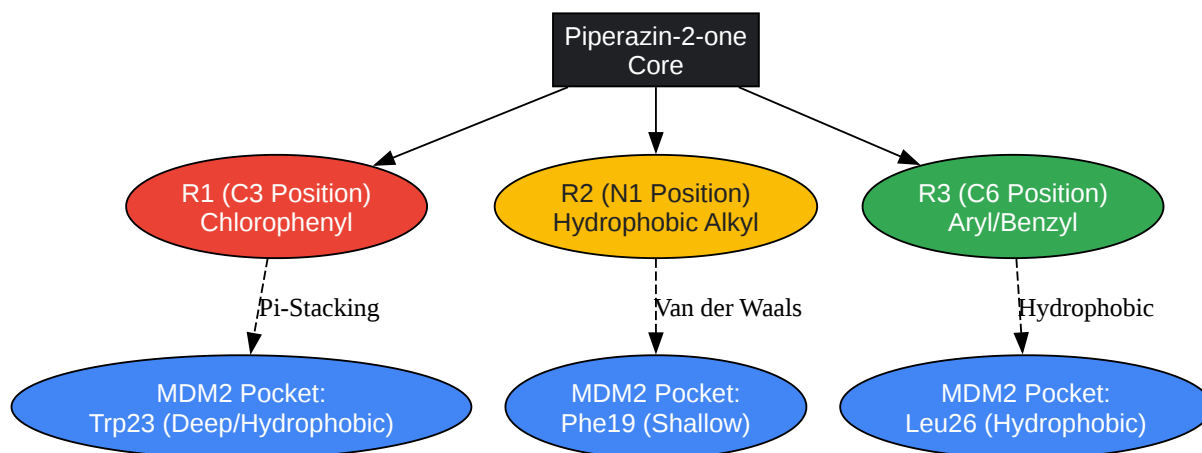 Piperazin-2-one
Core
R1 (C3 Position)
Chlorophenyl
R2 (N1 Position)
Hydrophobic Alkyl
R3 (C6 Position)
Aryl/Benzyl
Pi-Stacking
Van der Waals
Hydrophobic
MDM2 Pocket:
Trp23 (Deep/Hydrophobic)
MDM2 Pocket:
Phe19 (Shallow)
MDM2 Pocket:
Leu26 (Hydrophobic)